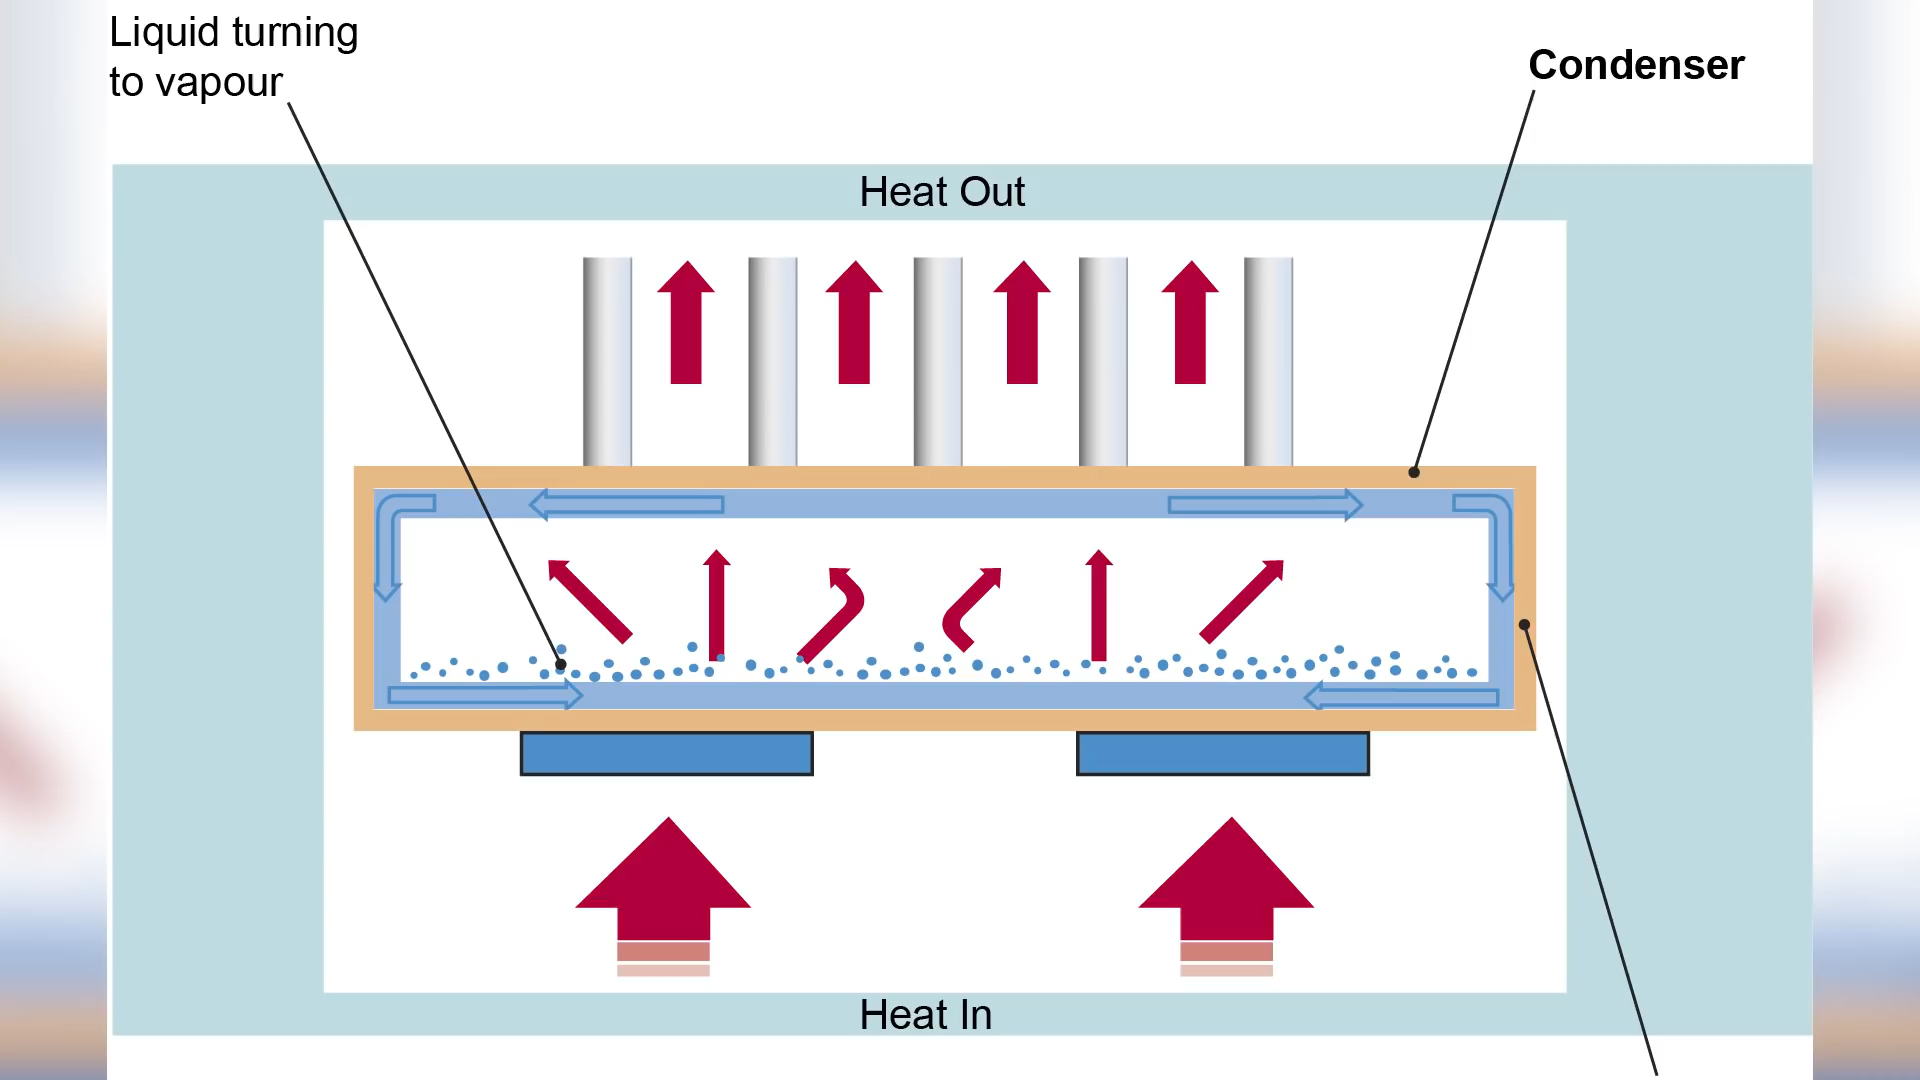 Liquid turning
to vapour
Condenser
Heat Out
Heat In